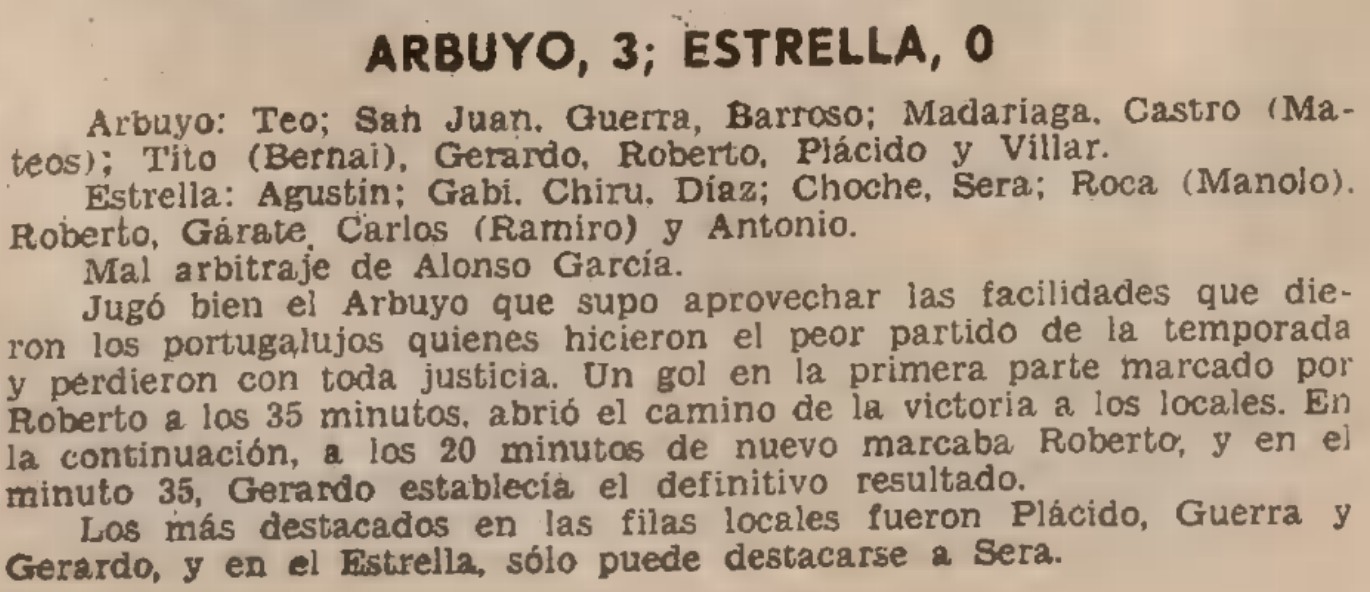 ARBUYO, 3; ESTRELLA, 0
Arbuyo: Teo; Sah Juan. Guerra, Barroso; Madariaga. Castro (Ma-
teos); Tito (Bernai), Gerardo, Roberto, Plácido y Villar.
Estrella: Agustín; Gabi. Chiru. Díaz; Choche, Sera; Roca (Manolo).
Roberto, Gárate, Carlos (Ramiro) y Antonio.
Mal arbitraje de Alonso García.
Jugó bien el Arbuyo que supo aprovechar las facilidades que die-
ron los portugalujos quienes hicieron el peor partido de la temporada
y perdieron con toda justicia. Un gol en la primera parte marcado por
Roberto a los 35 minutos, abrió el camino de la victoria a los locales. En
la continuación, a los 20 minutos de nuevo marcaba Roberto, y en el
minuto 35, Gerardo establecía el definitivo resultado.
Los más destacados en las filas locales fueron Plácido, Guerra y
Gerardo, y en el Estrella, sólo puede destacarse a Sera.